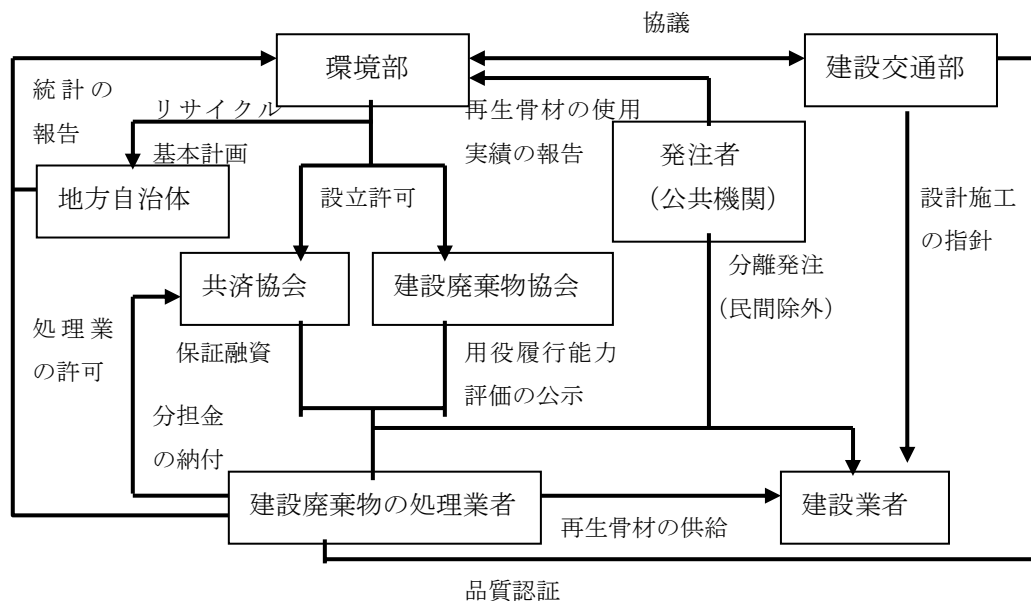 協議
環境部
建設交通部
統計の
報告
リサイクル
基本計画
再生骨材の使用
実績の報告
発注者
（公共機関）
地方自治体
設立許可
設計施工
の指針
共済協会
建設廃棄物協会
分離発注
（民間除外）
処理業
の許可
保証融資
用役履行能力
評価の公示
分担金
の納付
建設廃棄物の処理業者
建設業者
再生骨材の供給
品質認証